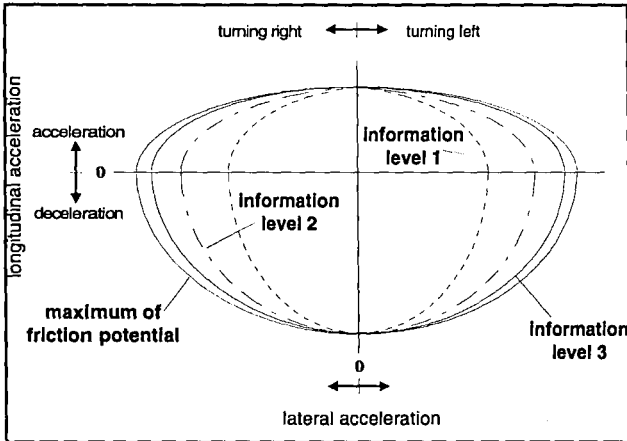 turning right
turning left
longitudinal acceleration
acceleration
0
deceleration
information
level 1
information
level 2
maximum of
friction potential
information
level 3
0
lateral acceleration